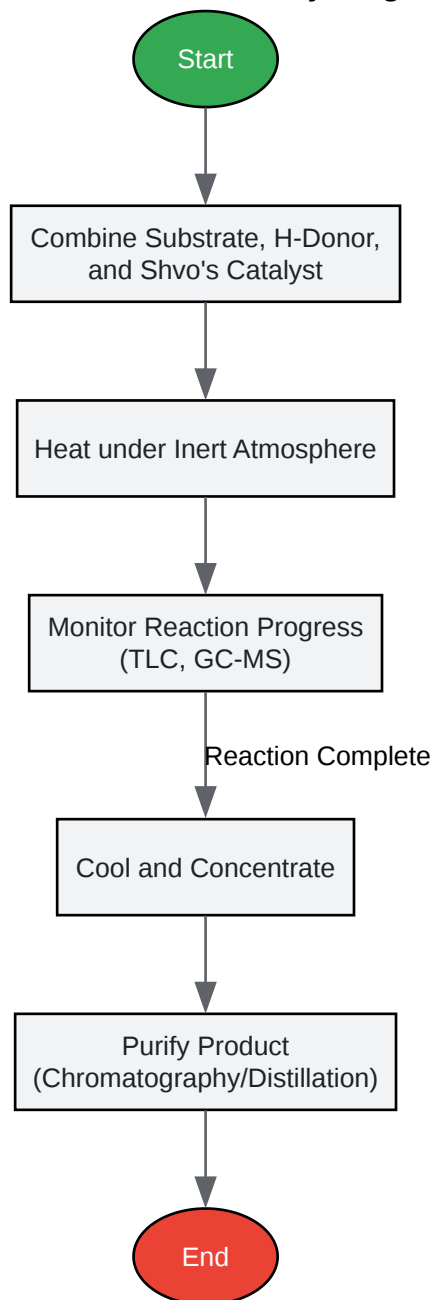 Start
Combine Substrate, H-Donor,
and Shvo's Catalyst
Heat under Inert Atmosphere
Monitor Reaction Progress
(TLC, GC-MS)
Reaction Complete
Cool and Concentrate
Purify Product
(Chromatography/Distillation)
End